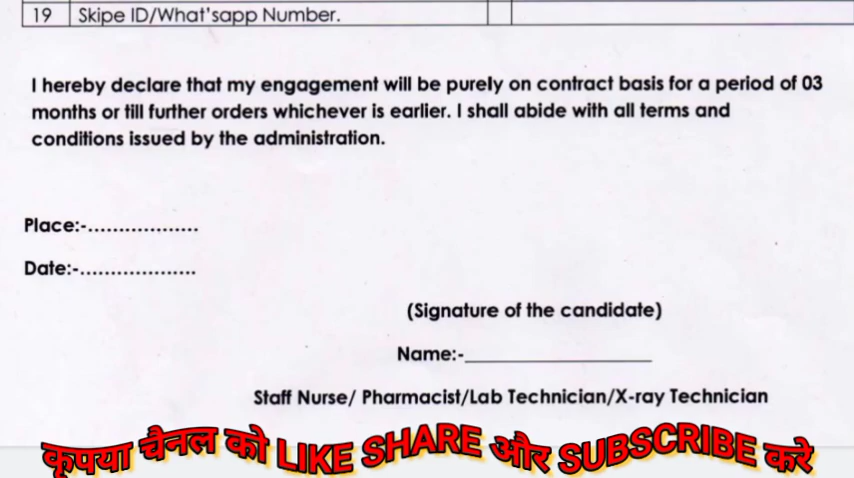 19 Skipe ID/What'sapp Number.
I hereby declare that my engagement will be purely on contract basis for a period of 03
months or till further orders whichever is earlier. I shall abide with all terms and
conditions issued by the administration.
Place:-..................
Date:-...................
(Signature of the candidate)
Name:-____________________
Staff Nurse/ Pharmacist/Lab Technician/X-ray Technician
कृपया चैनल को LIKE SHARE और SUBSCRIBE करे